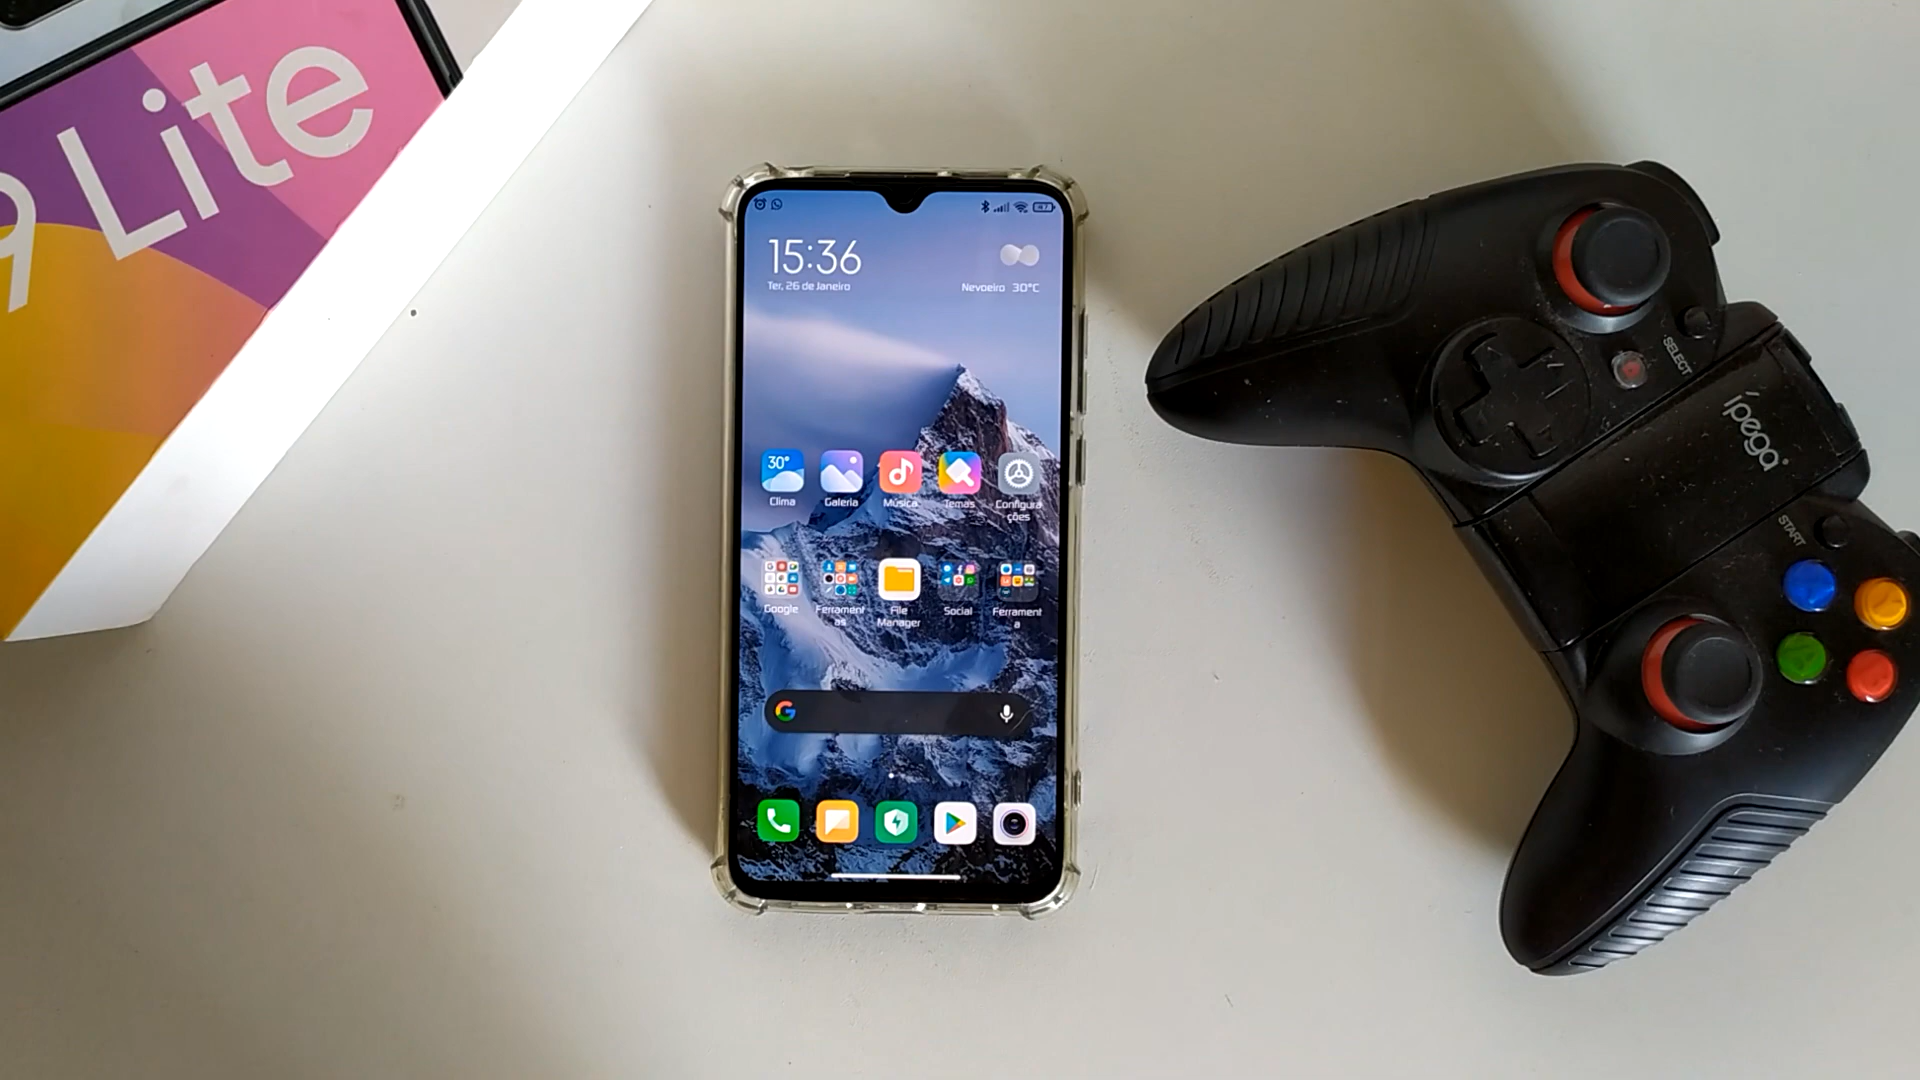 9 Lite
15:36
Ter, 26 de Janeiro
Nevoeiro 30°C
30°
Clima
Galeria
Música
Temas
Configura
ções
Google
Ferrament
as
File
Manager
Social
Ferrament
a
SELECT
ípega
START